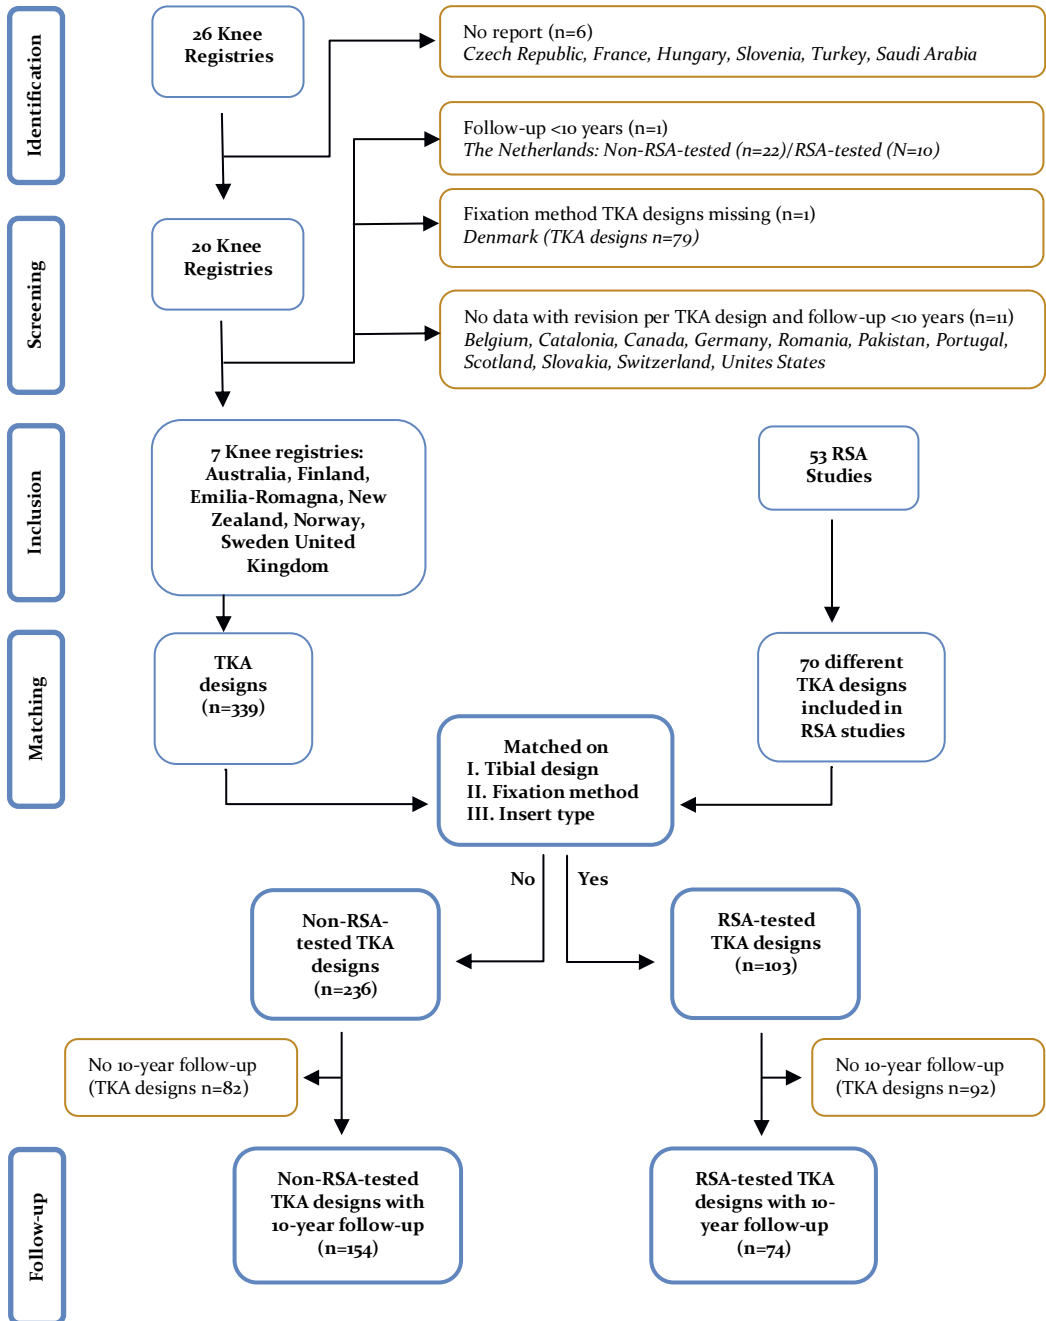 Identification
26 Knee
Registries
No report (n=6)
Czech Republic, France, Hungary, Slovenia, Turkey, Saudi Arabia
Follow-up <10 years (n=1)
The Netherlands: Non-RSA-tested (n=22)/RSA-tested (N=10)
Screening
20 Knee
Registries
Fixation method TKA designs missing (n=1)
Denmark (TKA designs n=79)
No data with revision per TKA design and follow-up <10 years (n=11)
Belgium, Catalonia, Canada, Germany, Romania, Pakistan, Portugal,
Scotland, Slovakia, Switzerland, Unites States
Inclusion
7 Knee registries:
Australia, Finland,
Emilia-Romagna, New
Zealand, Norway,
Sweden United
Kingdom
53 RSA
Studies
Matching
TKA
designs
(n=339)
70 different
TKA designs
included in
RSA studies
Matched on
I. Tibial design
II. Fixation method
III. Insert type
No
Yes
Non-RSA-
tested TKA
designs
(n=236)
RSA-tested
TKA designs
(n=103)
No 10-year follow-up
(TKA designs n=82)
No 10-year follow-up
(TKA designs n=92)
Follow-up
Non-RSA-tested
TKA designs with
10-year follow-up
(n=154)
RSA-tested TKA
designs with 10-
year follow-up
(n=74)